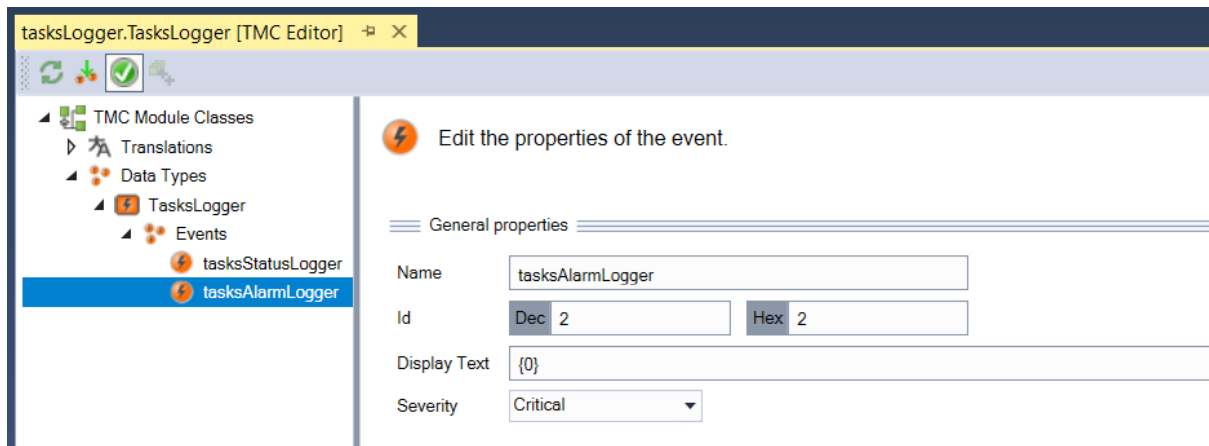 tasksLogger.TasksLogger [TMC Editor]
TMC Module Classes
Translations
Data Types
TasksLogger
Events
tasksStatusLogger
tasksAlarmLogger
Edit the properties of the event.
General properties
Name tasksAlarmLogger
Id Dec 2 Hex 2
Display Text {0}
Severity Critical